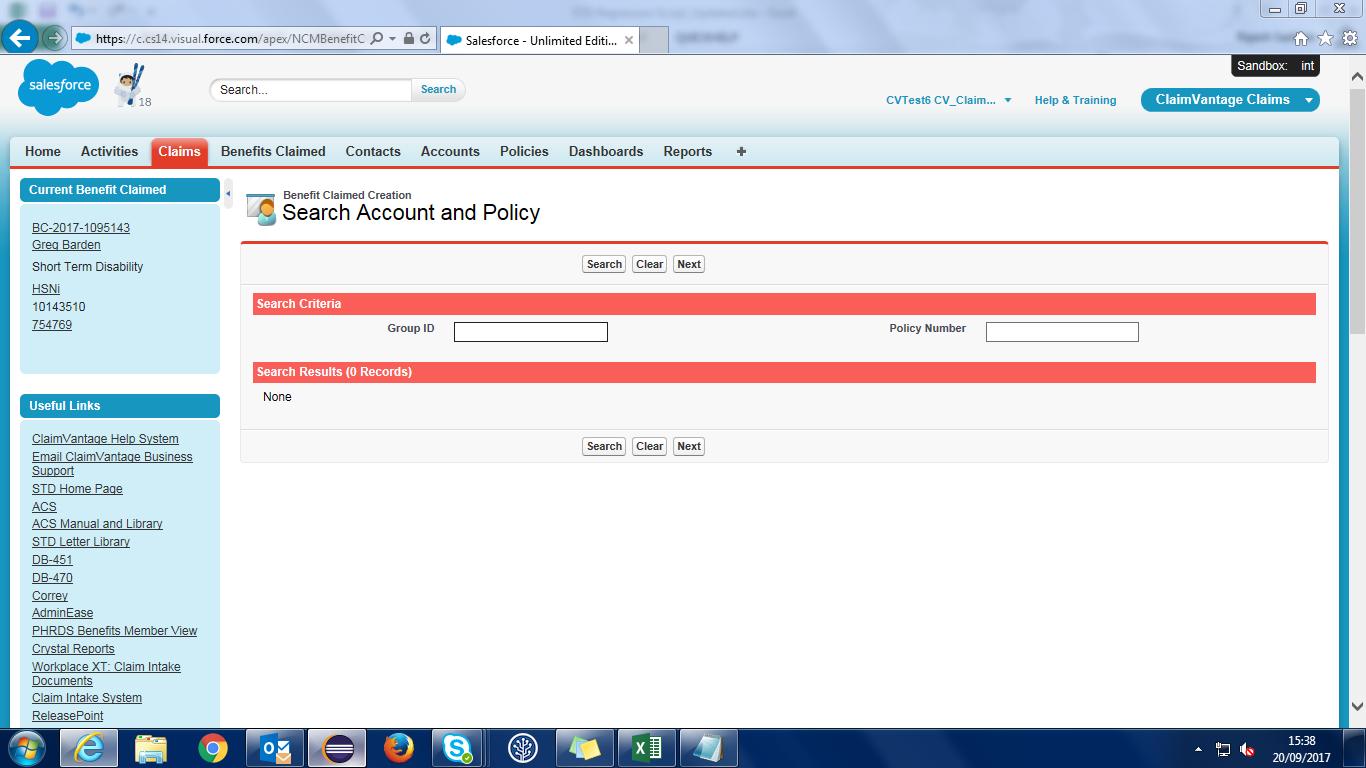 https://c.cs14.visual.force.com/apex/NCMBenefitC
Salesforce - Unlimited Editi...
Sandbox: int
salesforce
18
Search...
Search
CVTest6 CV_Claim...
Help & Training
ClaimVantage Claims
Home Activities Claims Benefits Claimed Contacts Accounts Policies Dashboards Reports
Current Benefit Claimed
BC-2017-1095143
Greg Barden
Short Term Disability
HSNi
10143510
754769
Useful Links
ClaimVantage Help System
Email ClaimVantage Business
Support
STD Home Page
ACS
ACS Manual and Library
STD Letter Library
DB-451
DB-470
Correy
AdminEase
PHRDS Benefits Member View
Crystal Reports
Workplace XT: Claim Intake
Documents
Claim Intake System
ReleasePoint
Benefit Claimed Creation
Search Account and Policy
Search Clear Next
Search Criteria
Group ID
Policy Number
Search Results (0 Records)
None
Search Clear Next
15:38
20/09/2017